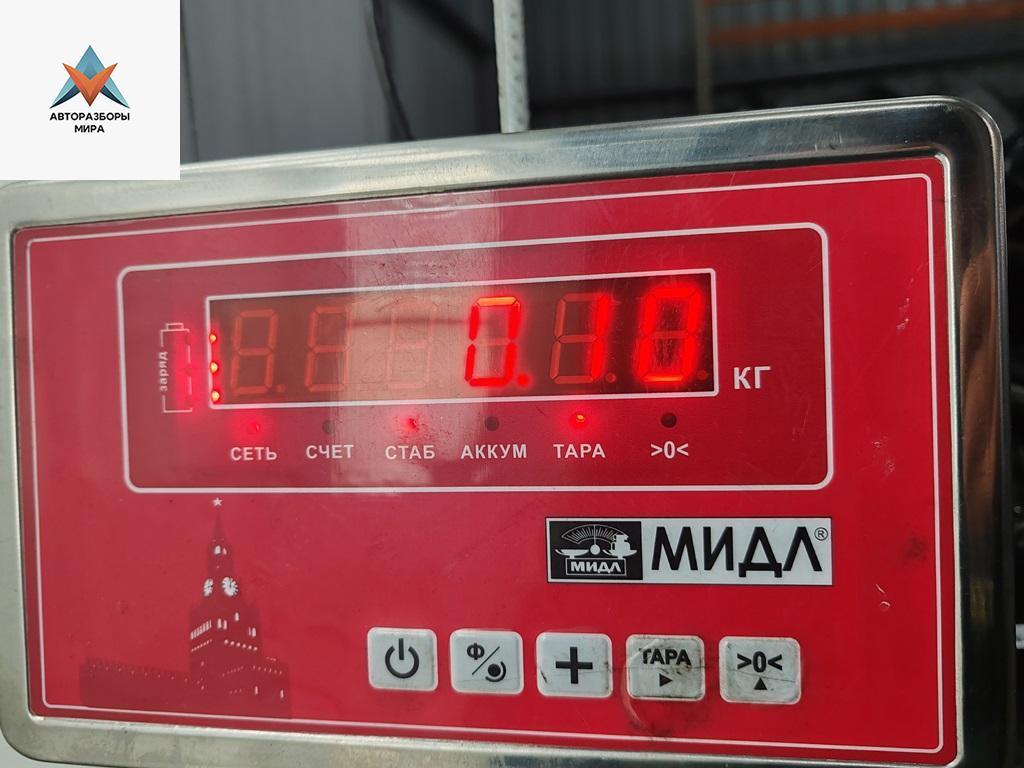 АВТОРАЗБОРЫ
МИРА
заряд
0.10
КГ
СЕТЬ СЧЕТ СТАБ АККУМ ТАРА >0<
МИДЛ МИДЛ®
Ф ТАРА >0<